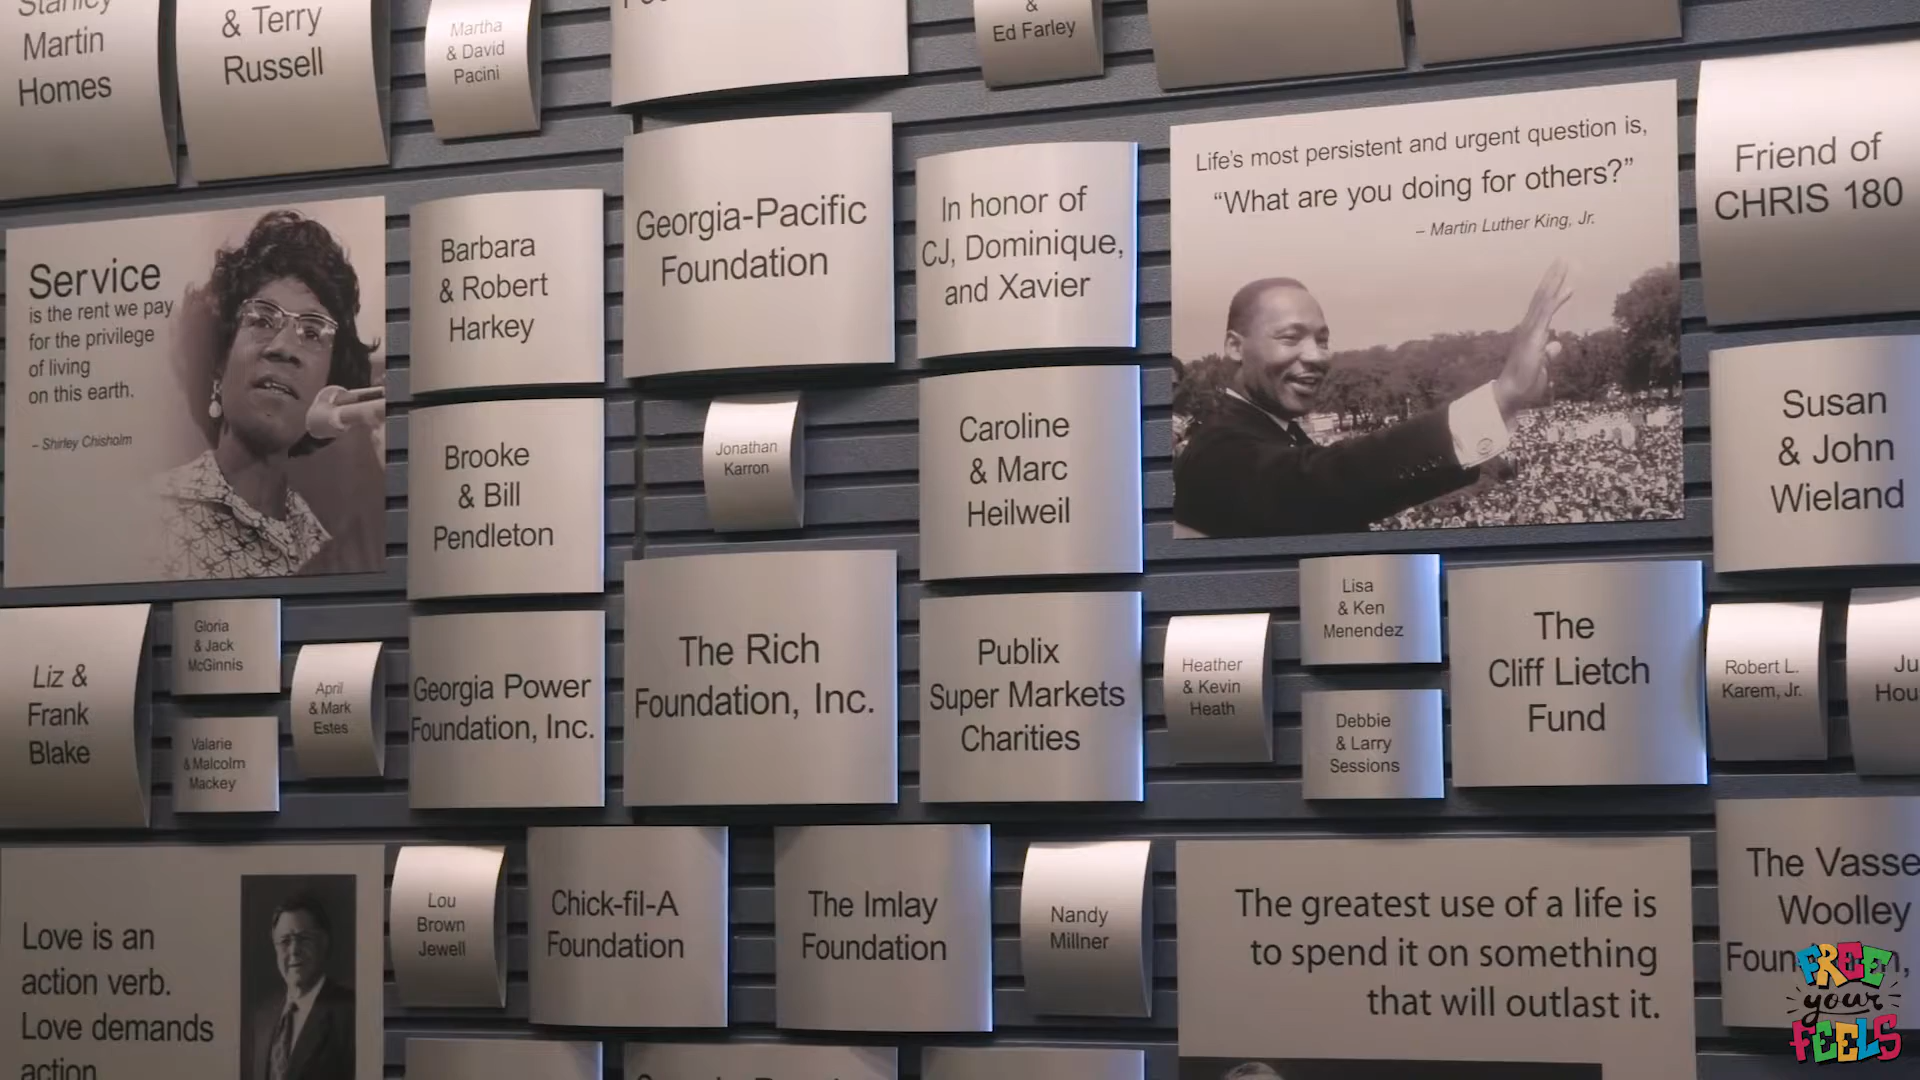 Stanley
Martin
Homes
& Terry
Russell
Martha
& David
Pacini
&
Ed Farley
Service
is the rent we pay
for the privilege
of living
on this earth.
– Shirley Chisholm
Barbara
& Robert
Harkey
Georgia-Pacific
Foundation
In honor of
CJ, Dominique,
and Xavier
Life's most persistent and urgent question is,
“What are you doing for others?”
– Martin Luther King, Jr.
Friend of
CHRIS 180
Brooke
& Bill
Pendleton
Jonathan
Karron
Caroline
& Marc
Heilweil
Susan
& John
Wieland
Liz &
Frank
Blake
Gloria
& Jack
McGinnis
Valarie
& Malcolm
Mackey
April
& Mark
Estes
Georgia Power
Foundation, Inc.
The Rich
Foundation, Inc.
Publix
Super Markets
Charities
Heather
& Kevin
Heath
Lisa
& Ken
Menendez
Debbie
& Larry
Sessions
The
Cliff Lietch
Fund
Robert L.
Karem, Jr.
Ju
Hou
Love is an
action verb.
Love demands
action
Lou
Brown
Jewell
Chick-fil-A
Foundation
The Imlay
Foundation
Nandy
Millner
The greatest use of a life is
to spend it on something
that will outlast it.
The Vasse
Woolley
FREE
your
FEELS